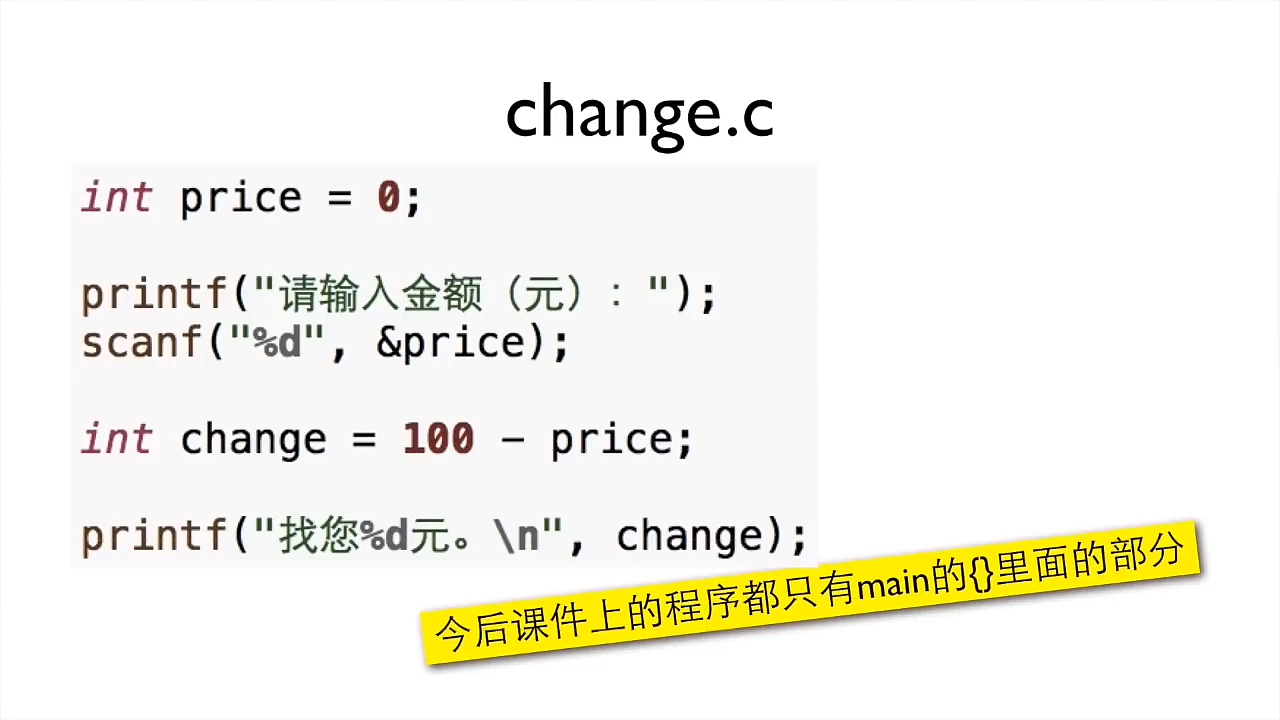 change.c
int price = 0;
printf("请输入金额（元）：");
scanf("%d", &price);
int change = 100 - price;
printf("找您%d元。\n", change);
今后课件上的程序都只有main的{}里面的部分